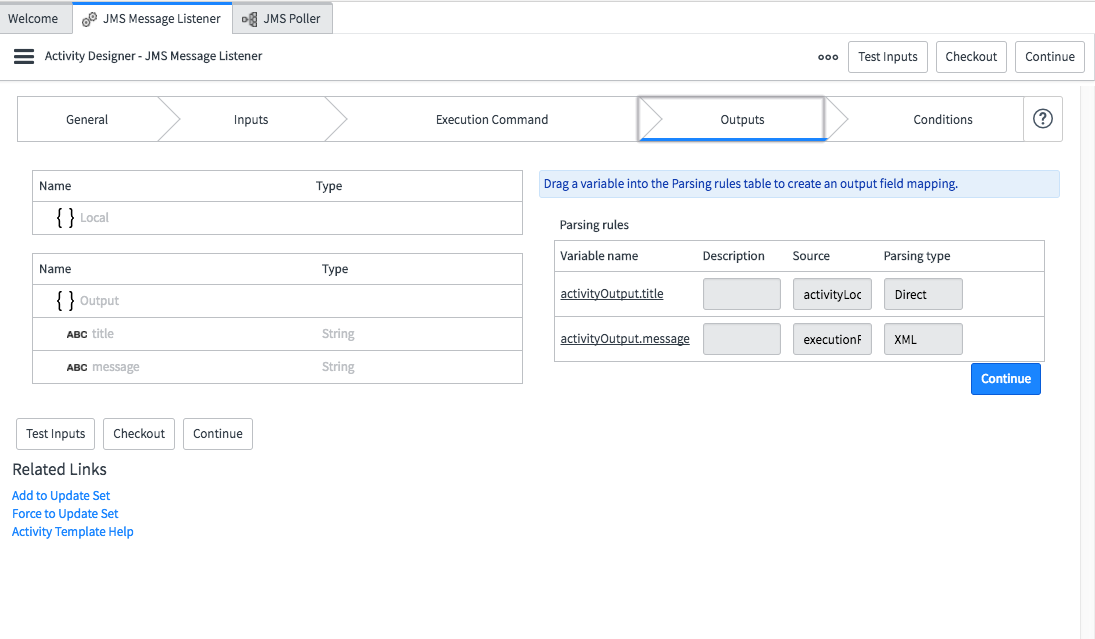 Welcome
JMS Message Listener
JMS Poller
Activity Designer - JMS Message Listener
Test Inputs
Checkout
Continue
General
Inputs
Execution Command
Outputs
Conditions
?
Name Type
{ } Local
Name Type
{ } Output
ABC title String
ABC message String
Drag a variable into the Parsing rules table to create an output field mapping.
Parsing rules
Variable name Description Source Parsing type
activityOutput.title activityLoc Direct
activityOutput.message executionF XML
Continue
Test Inputs
Checkout
Continue
Related Links
Add to Update Set
Force to Update Set
Activity Template Help